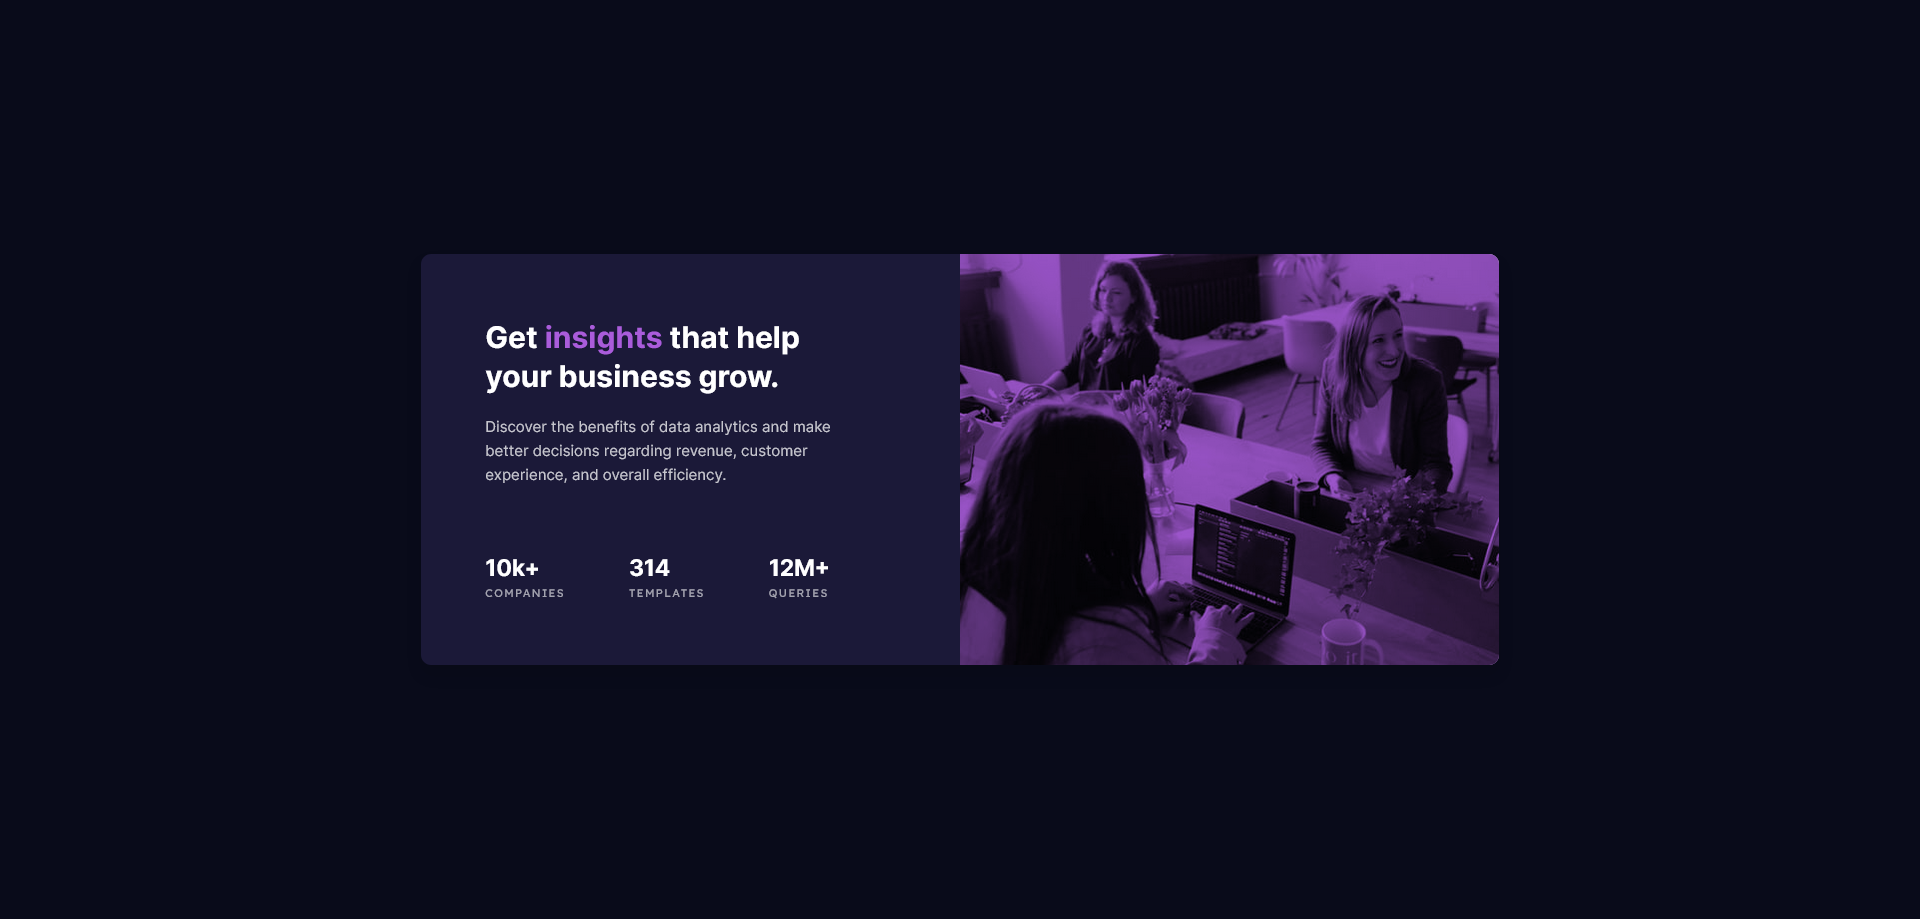 Get insights that help
your business grow.
Discover the benefits of data analytics and make
better decisions regarding revenue, customer
experience, and overall efficiency.
10k+ 314 12M+
COMPANIES TEMPLATES QUERIES